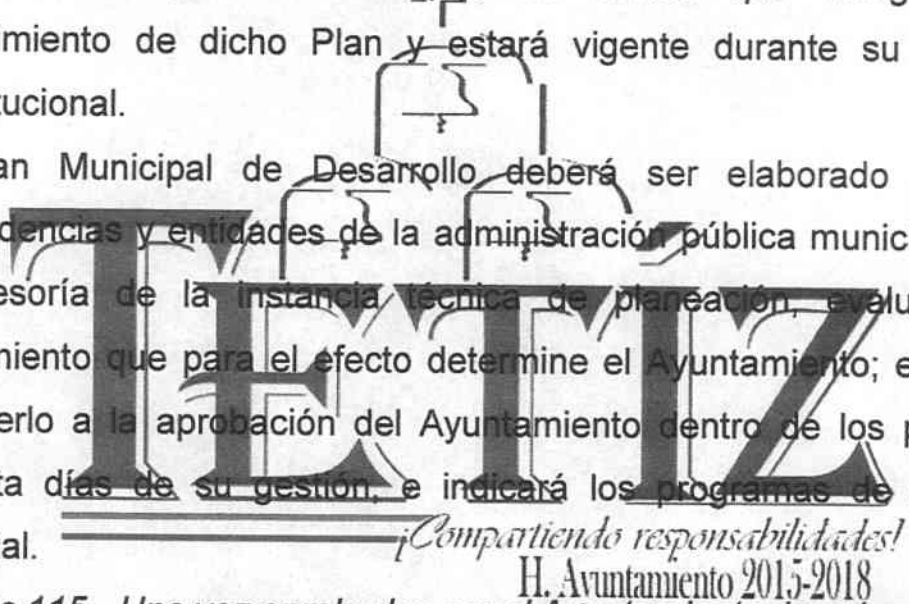 miento de dicho Plan y estará vigente durante su
ucional.
an Municipal de Desarrollo deberá ser elaborado
dencias y entidades de la administración pública munic
esoría de la instancia técnica de planeación, evalu
miento que para el efecto determine el Ayuntamiento; e
erlo a la aprobación del Ayuntamiento dentro de los p
ta días de su gestión, e indicará los programas de
al.
TETÍZ
¡Compartiendo responsabilidades!
H. Ayuntamiento 2015-2018